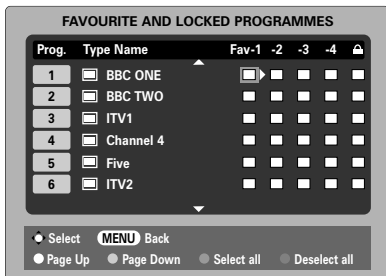 FAVOURITE AND LOCKED PROGRAMMES
Prog. Type Name Fav-1 -2 -3 -4
1 BBC ONE
2 BBC TWO
3 ITV1
4 Channel 4
5 Five
6 ITV2
Select MENU Back
Page Up Page Down Select all Deselect all